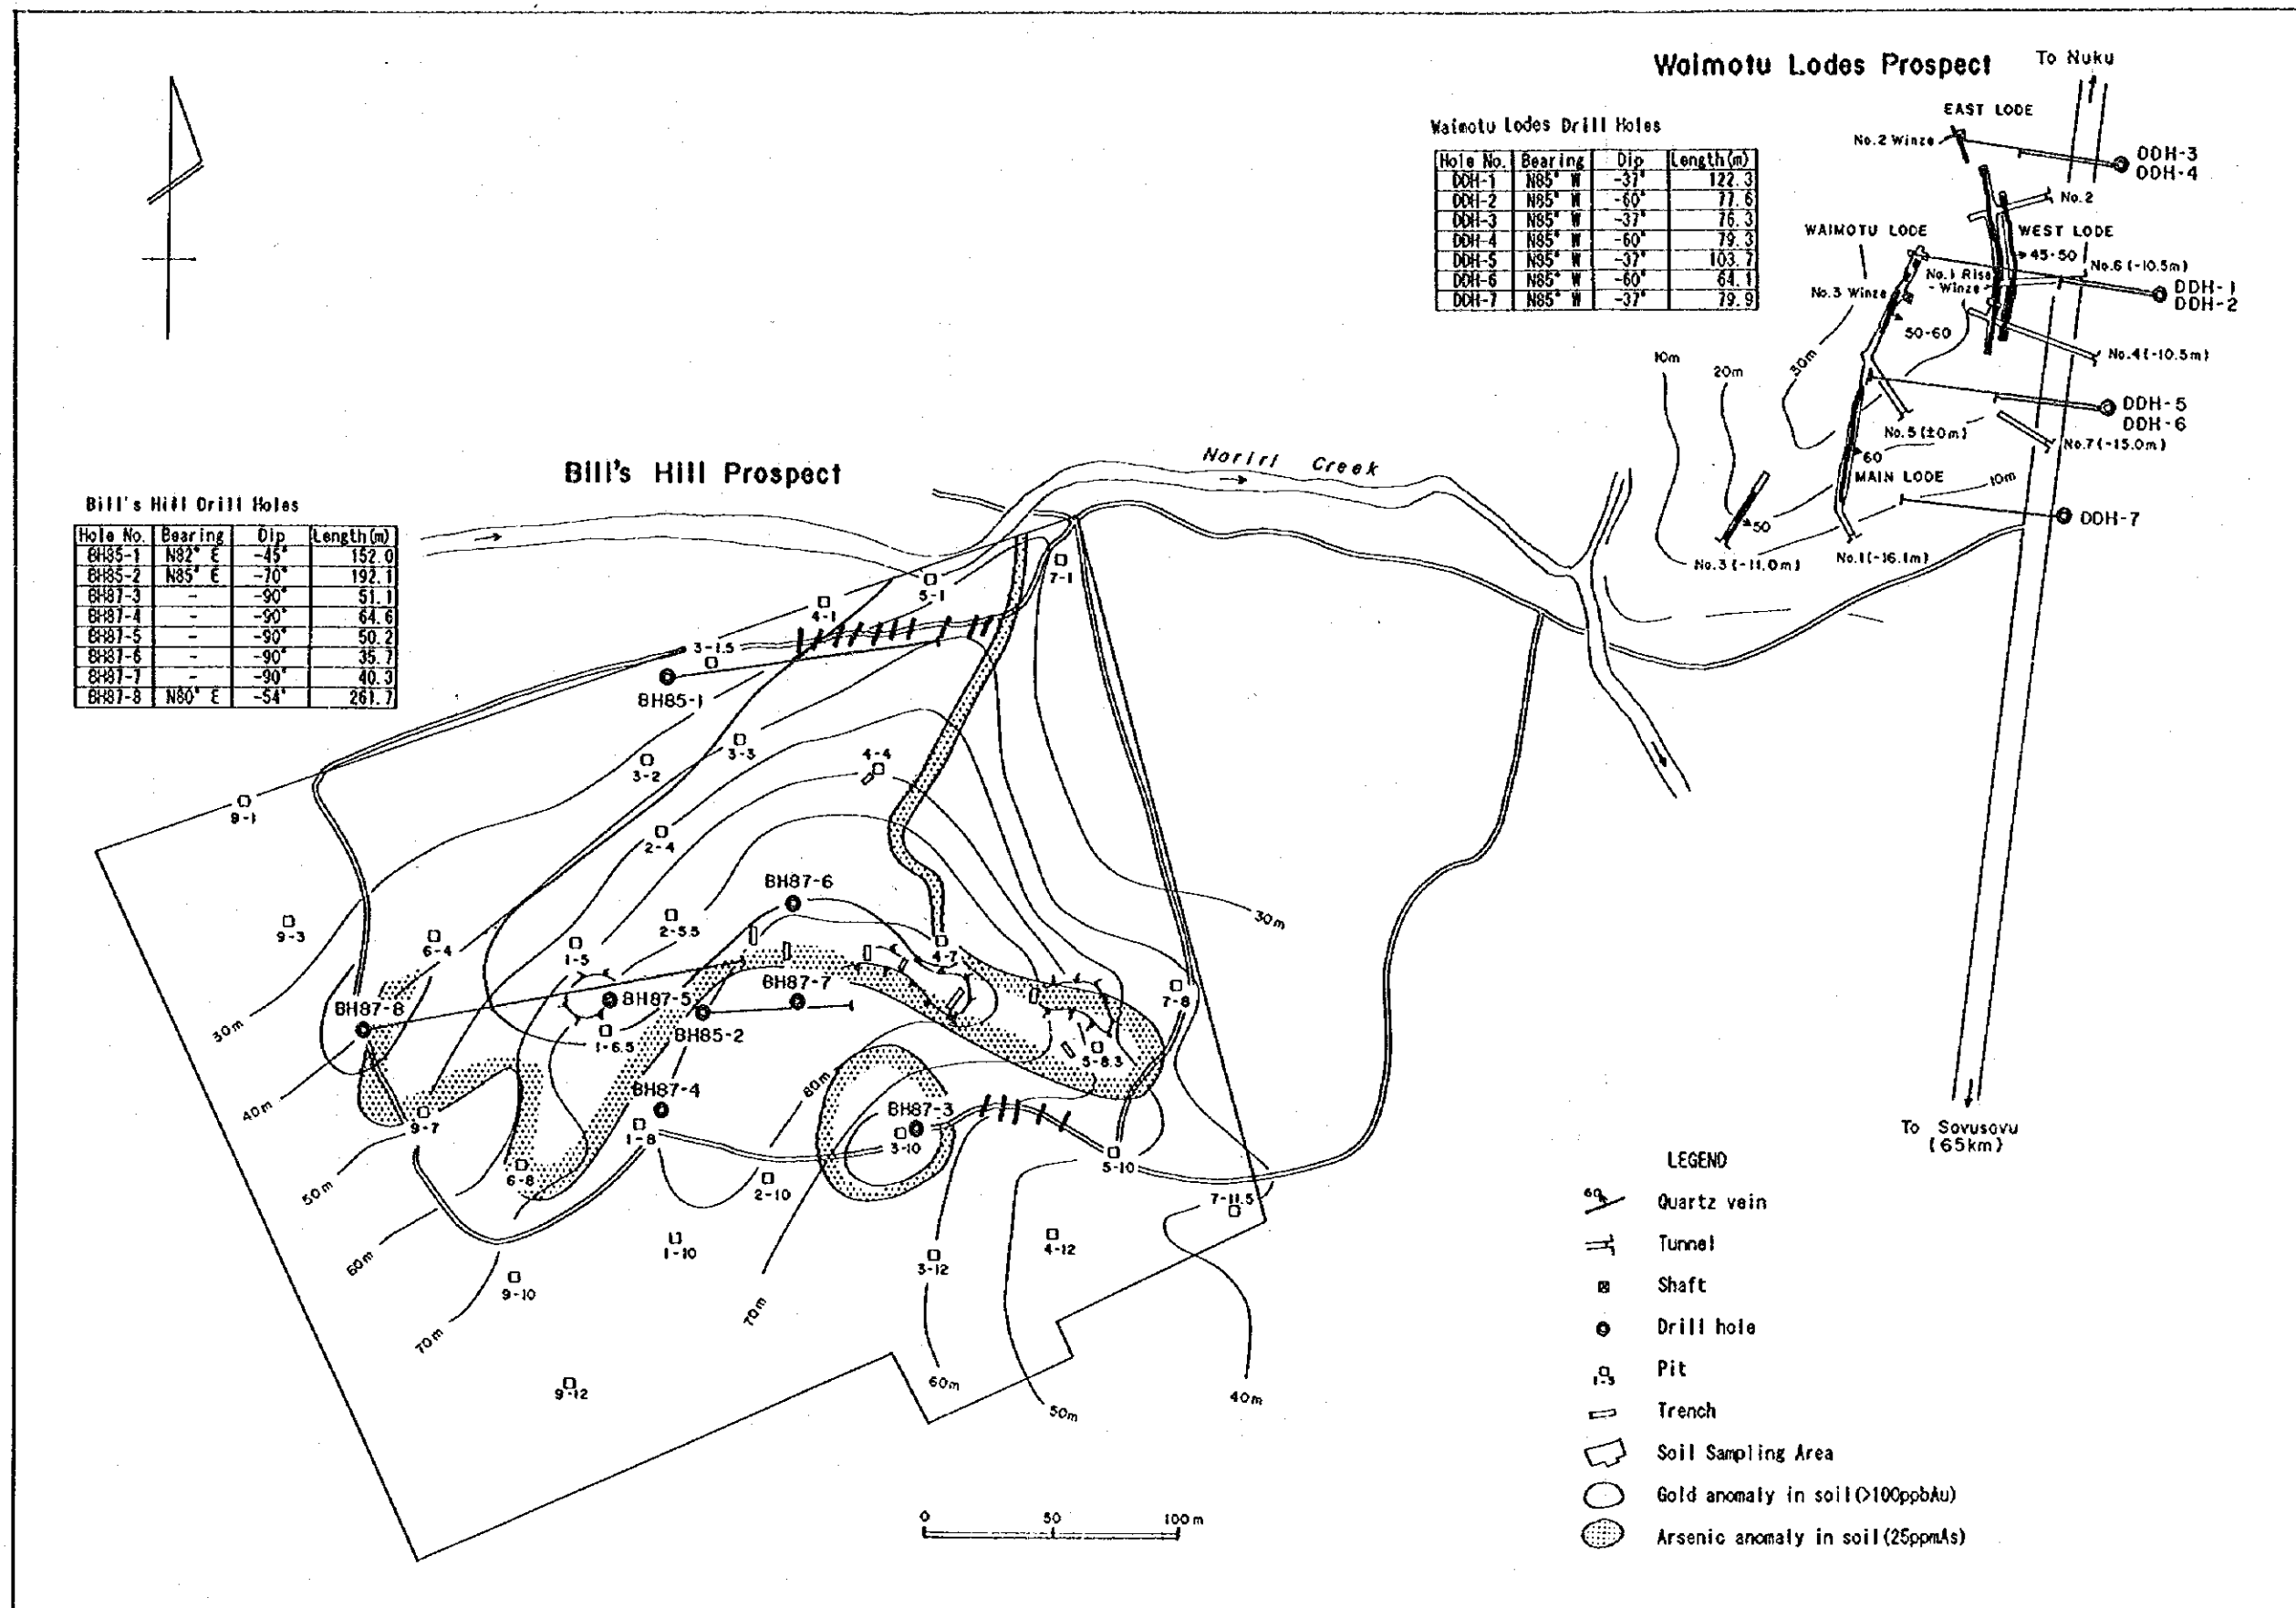 Waimotu Lodes Prospect
To Nuku
Waimotu Lodes Drill Holes
Hole No. Bearing Dip Length(m)
DDH-1 N85° W -37° 122.3
DDH-2 N85° W -60° 77.6
DDH-3 N85° W -37° 76.3
DDH-4 N85° W -60° 79.3
DDH-5 N85° W -37° 103.7
DDH-6 N85° W -60° 64.1
DDH-7 N85° W -37° 79.9
EAST LODE
No.2 Winze
DDH-3
DDH-4
No.2
WAIMOTU LODE
WEST LODE
45-50
No.6 (-10.5m)
No.1 Rise
-Winze
No.3 Winze
DDH-1
DDH-2
50-60
No.4 (-10.5m)
10m
20m
30m
DDH-5
DDH-6
No.5 (±0m)
No.7 (-15.0m)
60
MAIN LODE
10m
50
DDH-7
No.3 (-11.0m)
No.1 (-16.1m)
Noriri Creek
Bill's Hill Prospect
Bill's Hill Drill Holes
Hole No. Bearing Dip Length(m)
BH85-1 N82° E -45° 152.0
BH85-2 N85° E -70° 192.1
BH87-3 - -90° 51.1
BH87-4 - -90° 64.6
BH87-5 - -90° 50.2
BH87-6 - -90° 35.7
BH87-7 - -90° 40.3
BH87-8 N80° E -54° 261.7
7-1
5-1
4-1
3-1.5
BH85-1
3-3
3-2
4-4
9-1
2-4
BH87-6
30m
9-3
6-4
2-5.5
1-5
4-7
BH87-7
7-8
BH87-8
BH87-5
BH85-2
30m
1-6.5
5-8.3
80m
BH87-4
BH87-3
40m
9-7
1-8
3-10
5-10
6-8
2-10
50m
7-11.5
1-10
4-12
3-12
60m
9-10
70m
70m
9-12
60m
50m
40m
0 50 100 m
To Savusavu
(65km)
LEGEND
60 Quartz vein
Tunnel
Shaft
Drill hole
1-5 Pit
Trench
Soil Sampling Area
Gold anomaly in soil (>100ppbAu)
Arsenic anomaly in soil (25ppmAs)